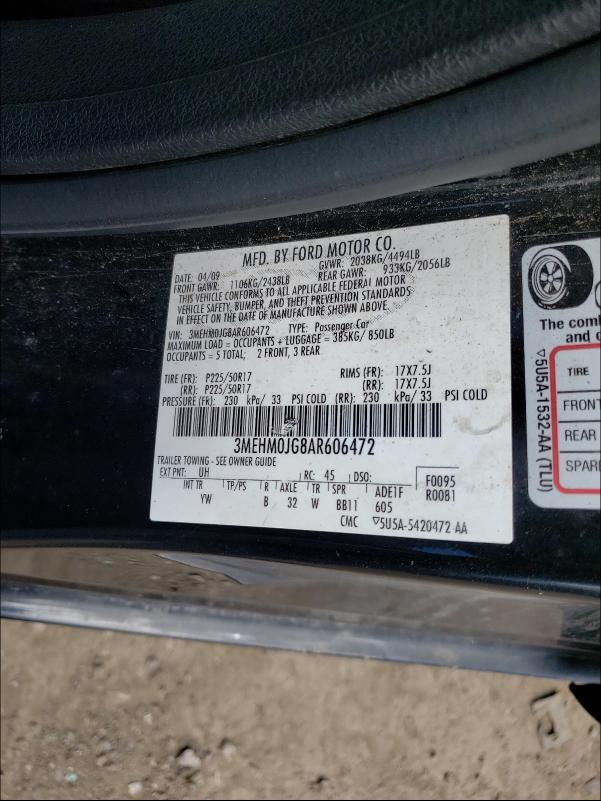 MFD. BY FORD MOTOR CO.
DATE: 04/09 GVWR: 2038KG/4494LB
FRONT GAWR: 1106KG/2438LB REAR GAWR: 933KG/2056LB
THIS VEHICLE CONFORMS TO ALL APPLICABLE FEDERAL MOTOR
VEHICLE SAFETY, BUMPER, AND THEFT PREVENTION STANDARDS
IN EFFECT ON THE DATE OF MANUFACTURE SHOWN ABOVE.
VIN: 3MEHM0JG8AR606472 TYPE: Passenger Car
MAXIMUM LOAD = OCCUPANTS + LUGGAGE = 385KG/ 850LB
OCCUPANTS = 5 TOTAL; 2 FRONT, 3 REAR
TIRE (FR): P225/50R17 RIMS (FR): 17X7.5J
(RR): P225/50R17 (RR): 17X7.5J
PRESSURE (FR): 230 kPa/ 33 PSI COLD (RR): 230 kPa/ 33 PSI COLD
3MEHM0JG8AR606472
TRAILER TOWING - SEE OWNER GUIDE
EXT PNT: UH RC: 45 DSO: F0095
INT TR TP/PS R AXLE TR SPR ADE1F R0081
YW B 32 W BB11 605
CMC ▽5U5A-5420472 AA
The comb
and o
TIRE
FRONT
REAR
SPARE
▽5U5A-1532-AA (TLU)